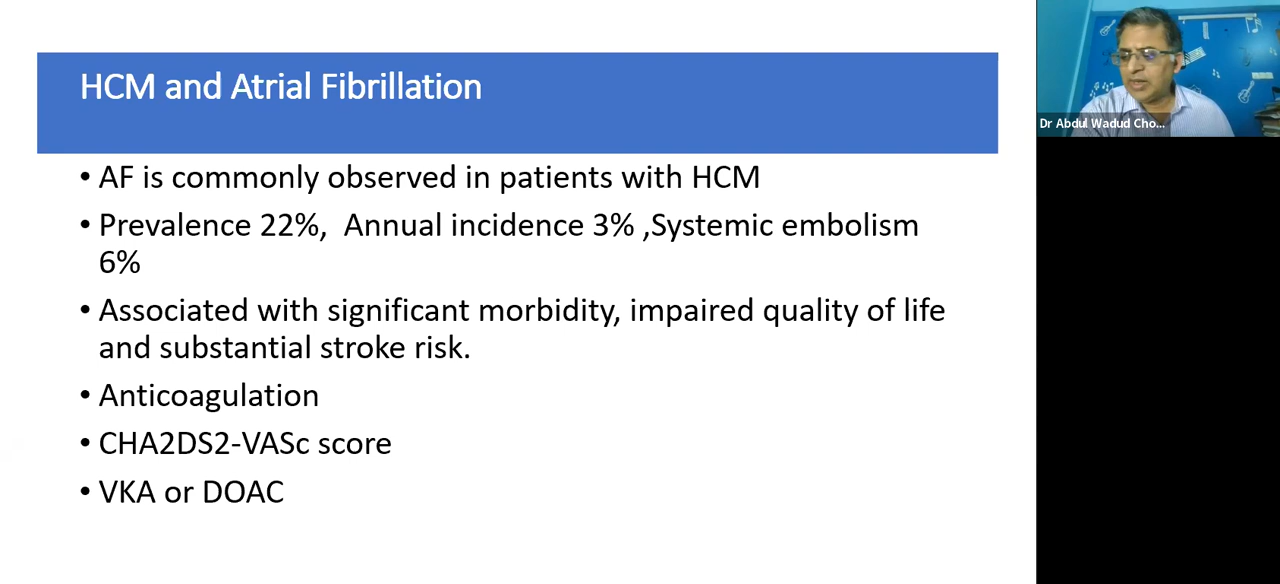 HCM and Atrial Fibrillation
• AF is commonly observed in patients with HCM
• Prevalence 22%, Annual incidence 3% ,Systemic embolism
6%
• Associated with significant morbidity, impaired quality of life
and substantial stroke risk.
• Anticoagulation
• CHA2DS2-VASc score
• VKA or DOAC
Dr Abdul Wadud Cho...